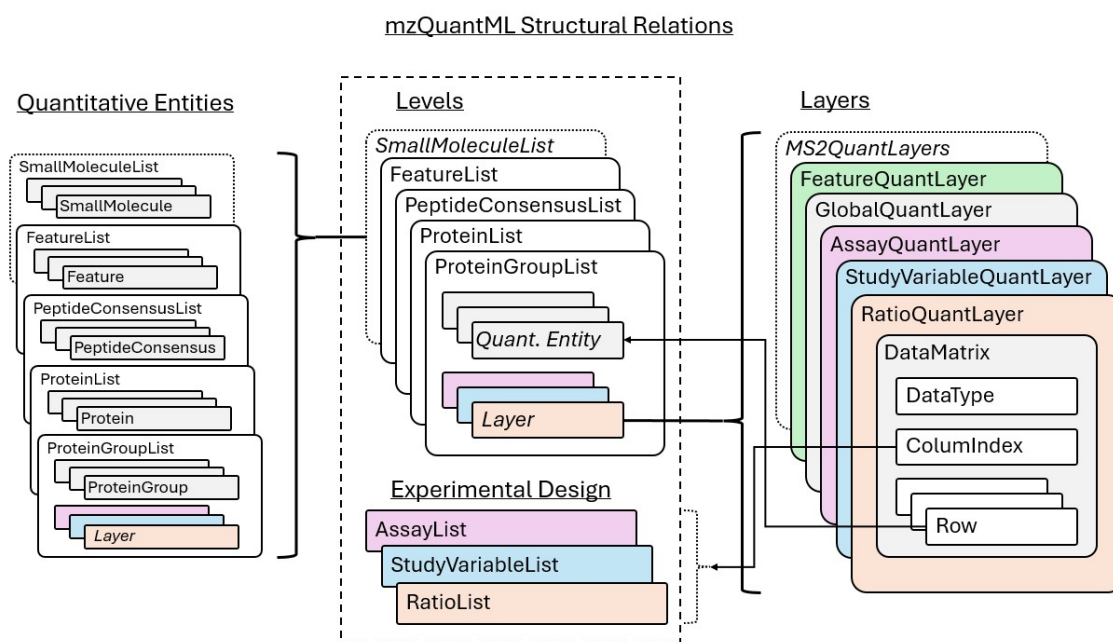 mzQuantML Structural Relations
Quantitative Entities
SmallMoleculeList
SmallMolecule
FeatureList
Feature
PeptideConsensusList
PeptideConsensus
ProteinList
Protein
ProteinGroupList
ProteinGroup
Layer
Levels
SmallMoleculeList
FeatureList
PeptideConsensusList
ProteinList
ProteinGroupList
Quant. Entity
Layer
Experimental Design
AssayList
StudyVariableList
RatioList
Layers
MS2QuantLayers
FeatureQuantLayer
GlobalQuantLayer
AssayQuantLayer
StudyVariableQuantLayer
RatioQuantLayer
DataMatrix
DataType
ColumIndex
Row